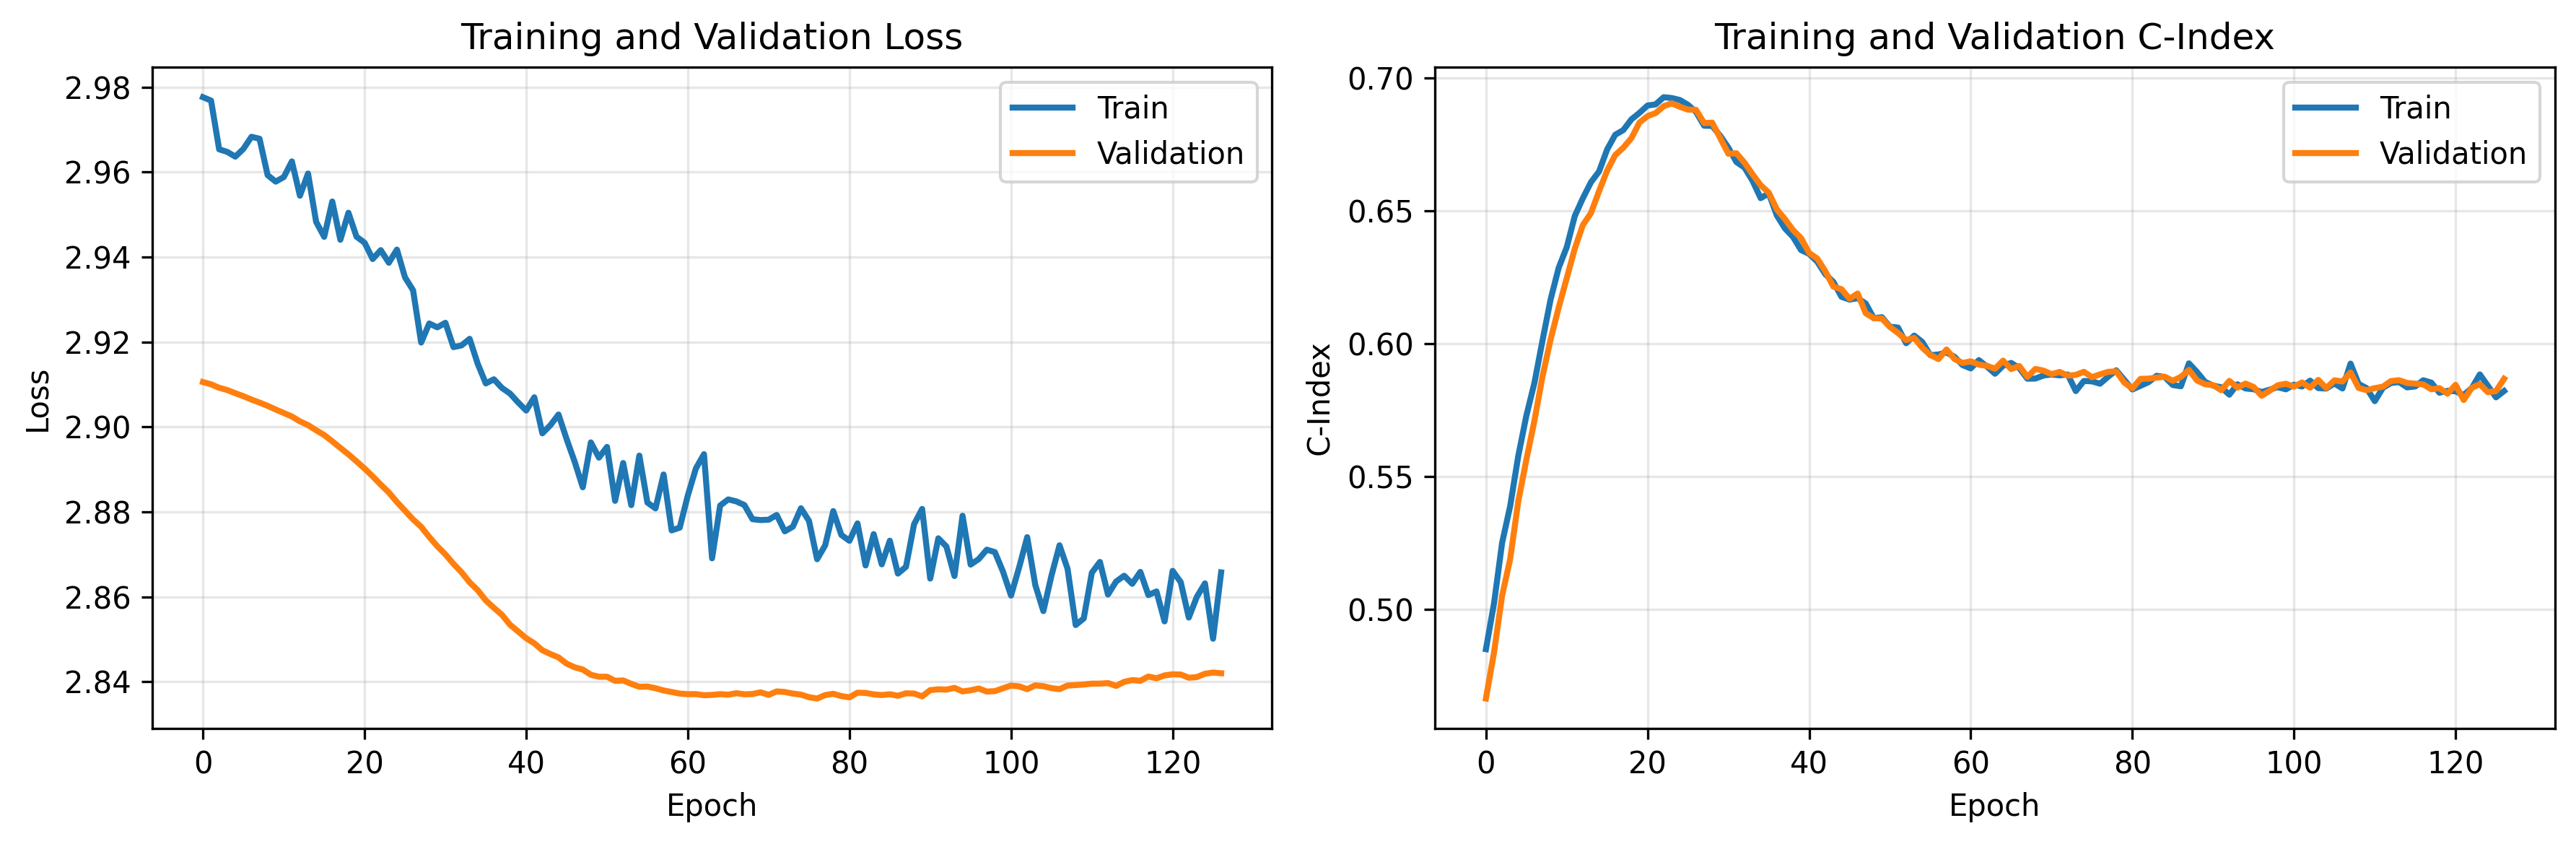 Training and Validation Loss
2.98
2.96
2.94
2.92
2.90
2.88
2.86
2.84
Loss
0 20 40 60 80 100 120
Epoch
Train
Validation
Training and Validation C-Index
0.70
0.65
0.60
0.55
0.50
C-Index
0 20 40 60 80 100 120
Epoch
Train
Validation